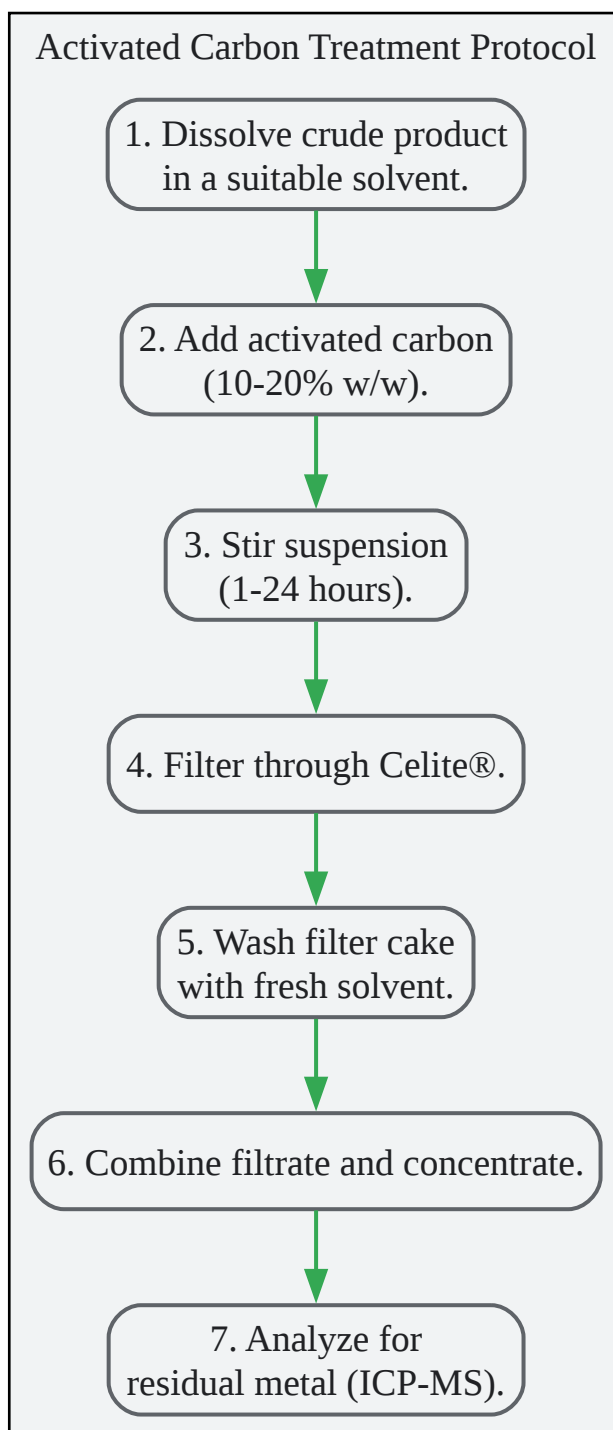 Activated Carbon Treatment Protocol
1. Dissolve crude product
in a suitable solvent.
2. Add activated carbon
(10-20% w/w).
3. Stir suspension
(1-24 hours).
4. Filter through Celite®.
5. Wash filter cake
with fresh solvent.
6. Combine filtrate and concentrate.
7. Analyze for
residual metal (ICP-MS).